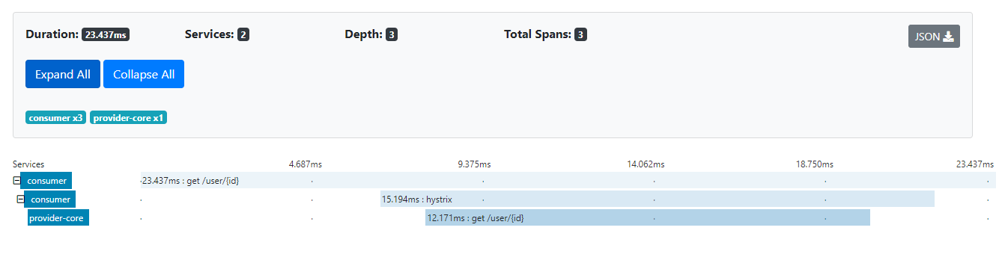 Duration: 23.437ms Services: 2 Depth: 3 Total Spans: 3 JSON
Expand All Collapse All
consumer x3 provider-core x1
Services 4.687ms 9.375ms 14.062ms 18.750ms 23.437ms
consumer 23.437ms : get /user/{id}
consumer 15.194ms : hystrix
provider-core 12.171ms : get /user/{id}